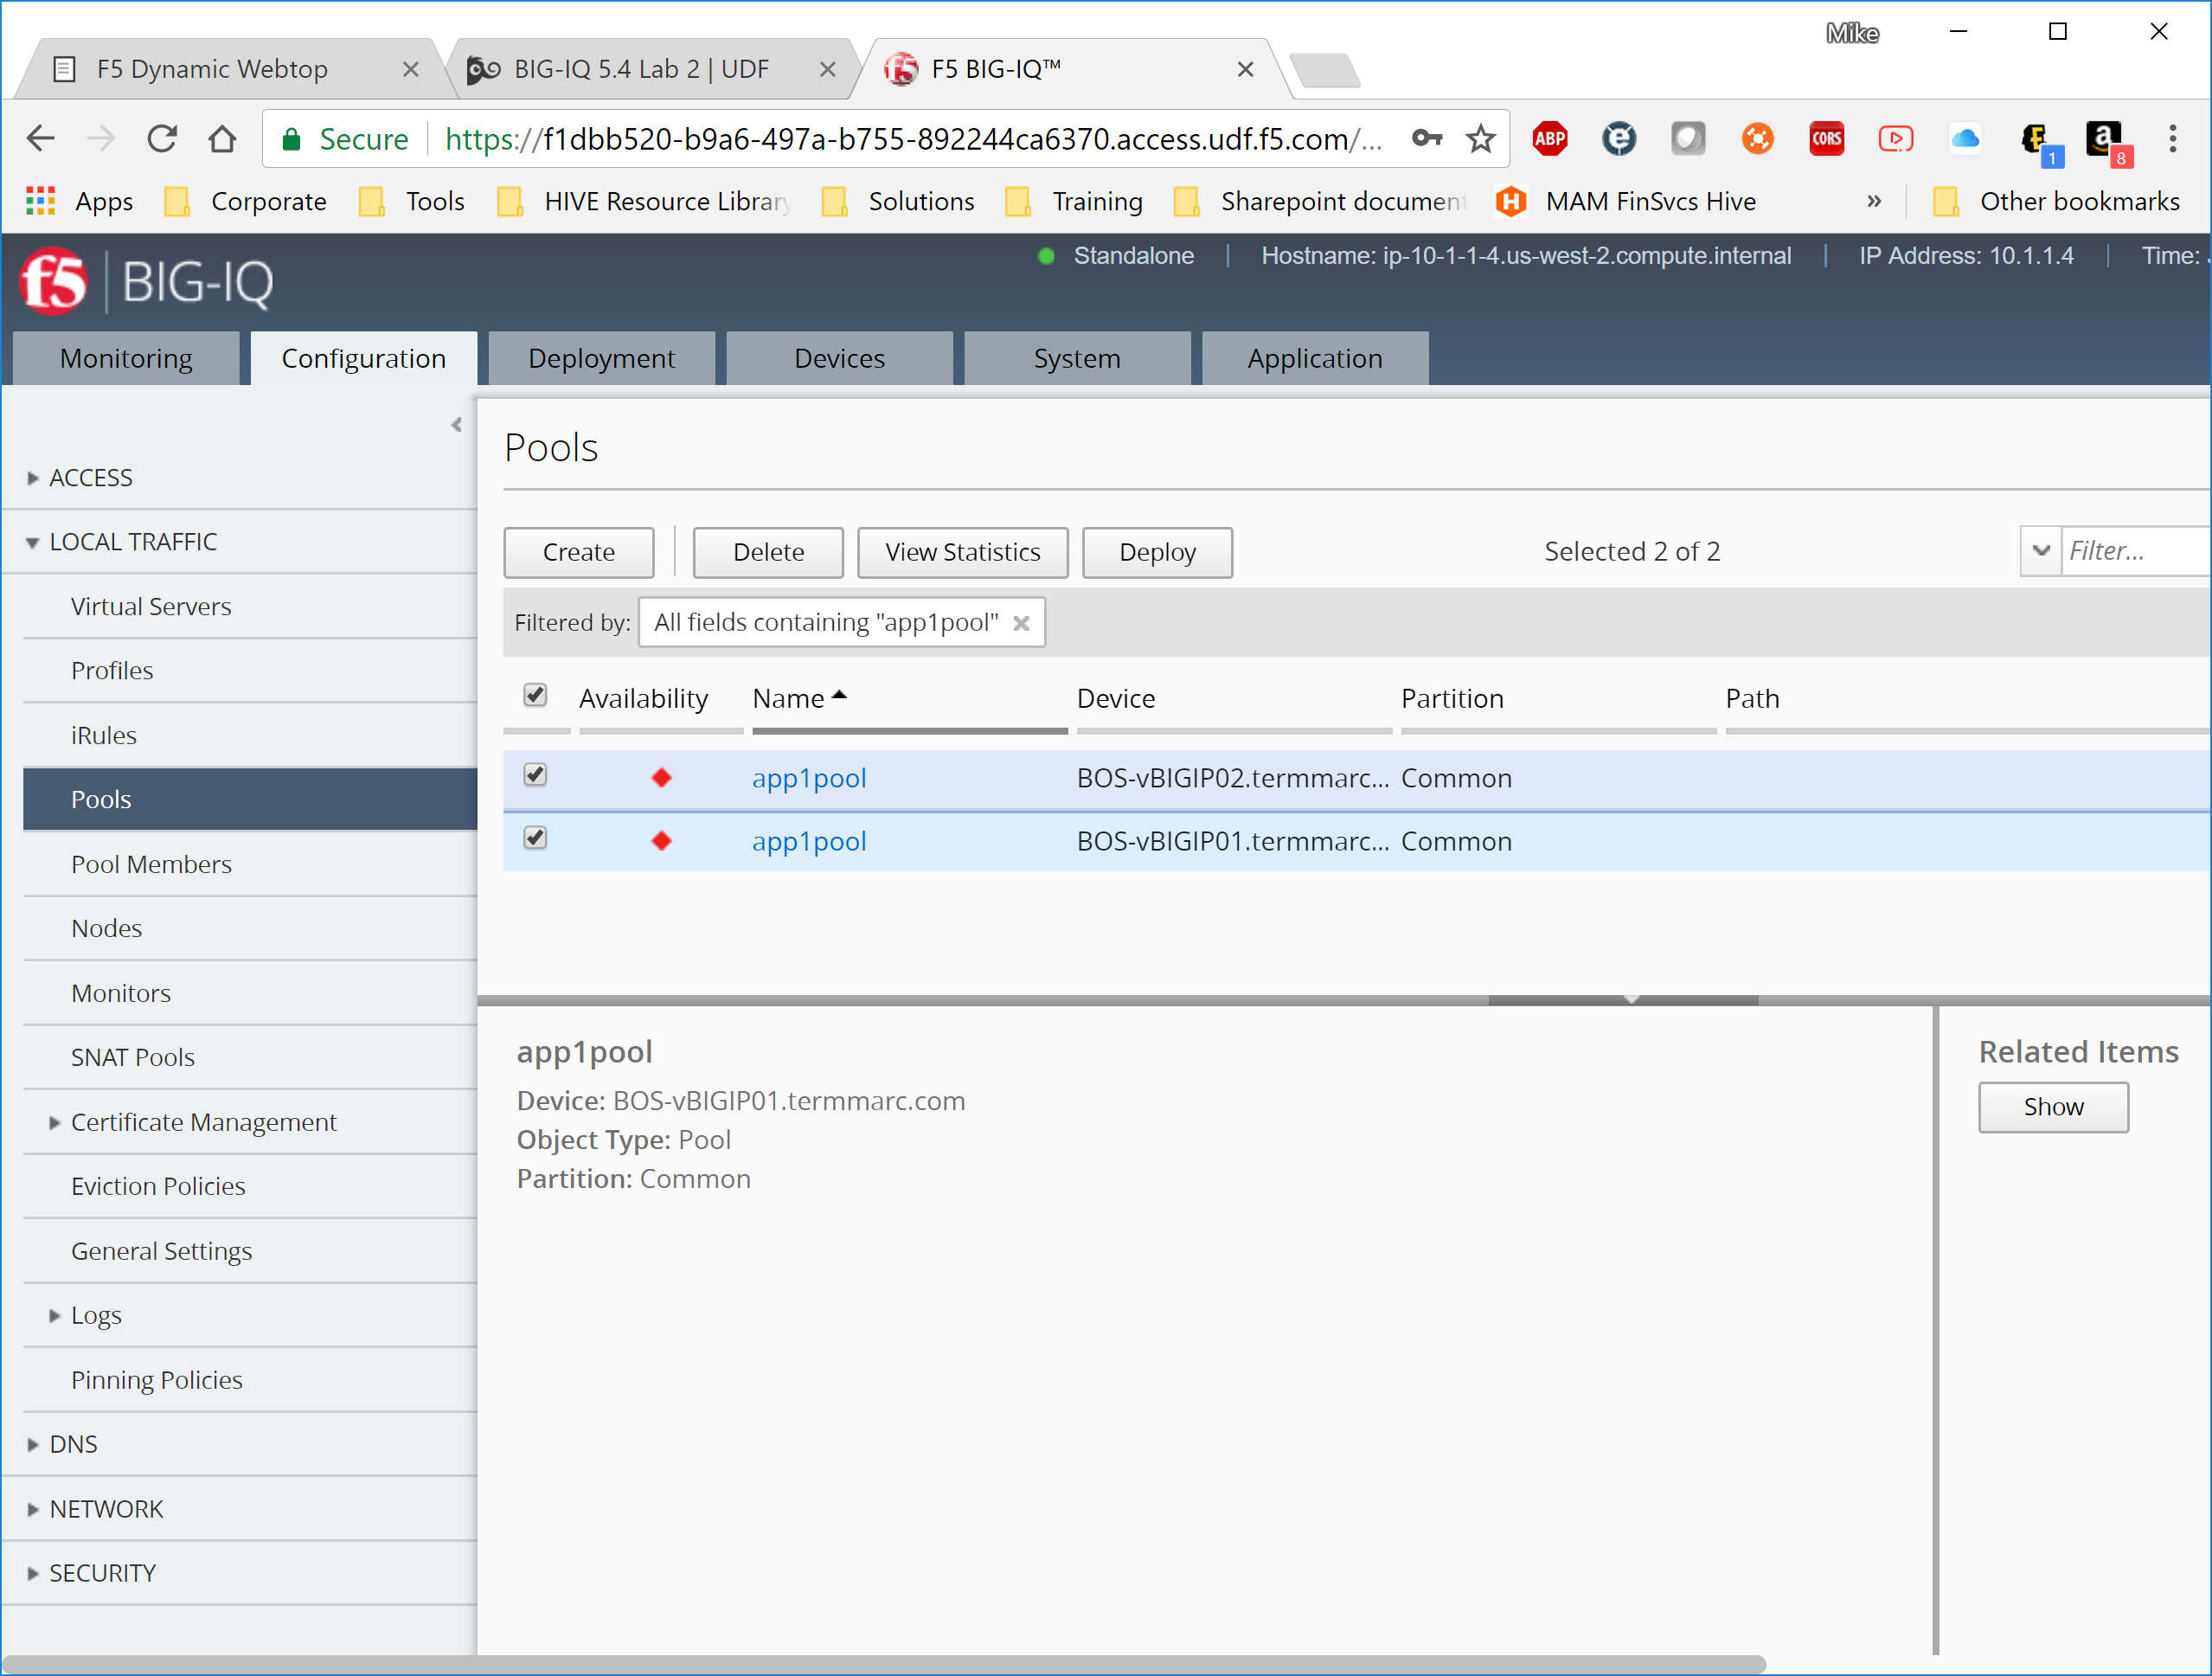 Mike
F5 Dynamic Webtop
BIG-IQ 5.4 Lab 2 | UDF
F5 BIG-IQ™
Secure
https://f1dbb520-b9a6-497a-b755-892244ca6370.access.udf.f5.com/...
ABP
CORS
1
a
8
Apps
Corporate
Tools
HIVE Resource Library
Solutions
Training
Sharepoint document
MAM FinSvcs Hive
»
Other bookmarks
f5
BIG-IQ
Standalone
Hostname: ip-10-1-1-4.us-west-2.compute.internal
IP Address: 10.1.1.4
Time:
Monitoring
Configuration
Deployment
Devices
System
Application
ACCESS
LOCAL TRAFFIC
Virtual Servers
Profiles
iRules
Pools
Pool Members
Nodes
Monitors
SNAT Pools
Certificate Management
Eviction Policies
General Settings
Logs
Pinning Policies
DNS
NETWORK
SECURITY
Pools
Create
Delete
View Statistics
Deploy
Selected 2 of 2
Filter...
Filtered by:
All fields containing "app1pool"
Availability
Name
Device
Partition
Path
app1pool
BOS-vBIGIP02.termmarc...
Common
app1pool
BOS-vBIGIP01.termmarc...
Common
app1pool
Device: BOS-vBIGIP01.termmarc.com
Object Type: Pool
Partition: Common
Related Items
Show